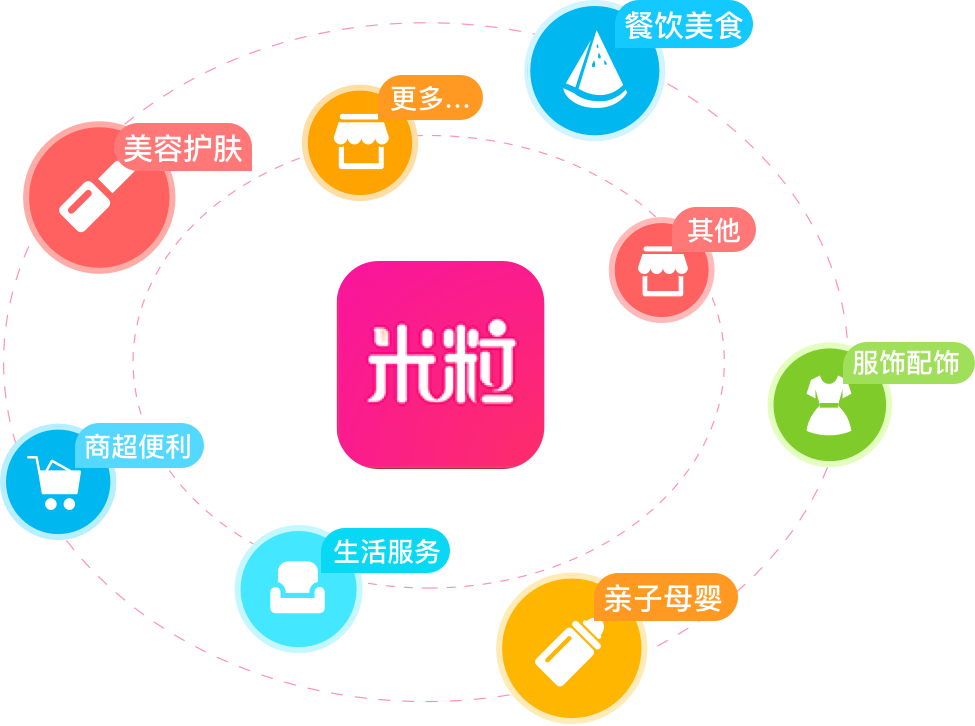 餐饮美食
更多...
美容护肤
其他
米粒
服饰配饰
商超便利
生活服务
亲子母婴